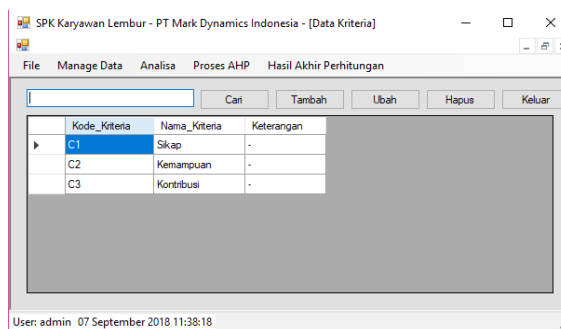 SPK Karyawan Lembur - PT Mark Dynamics Indonesia - [Data Kriteria]
File Manage Data Analisa Proses AHP Hasil Akhir Perhitungan
Cari Tambah Ubah Hapus Keluar
Kode_Kriteria Nama_Kriteria Keterangan
C1 Sikap -
C2 Kemampuan -
C3 Kontribusi -
User: admin 07 September 2018 11:38:18